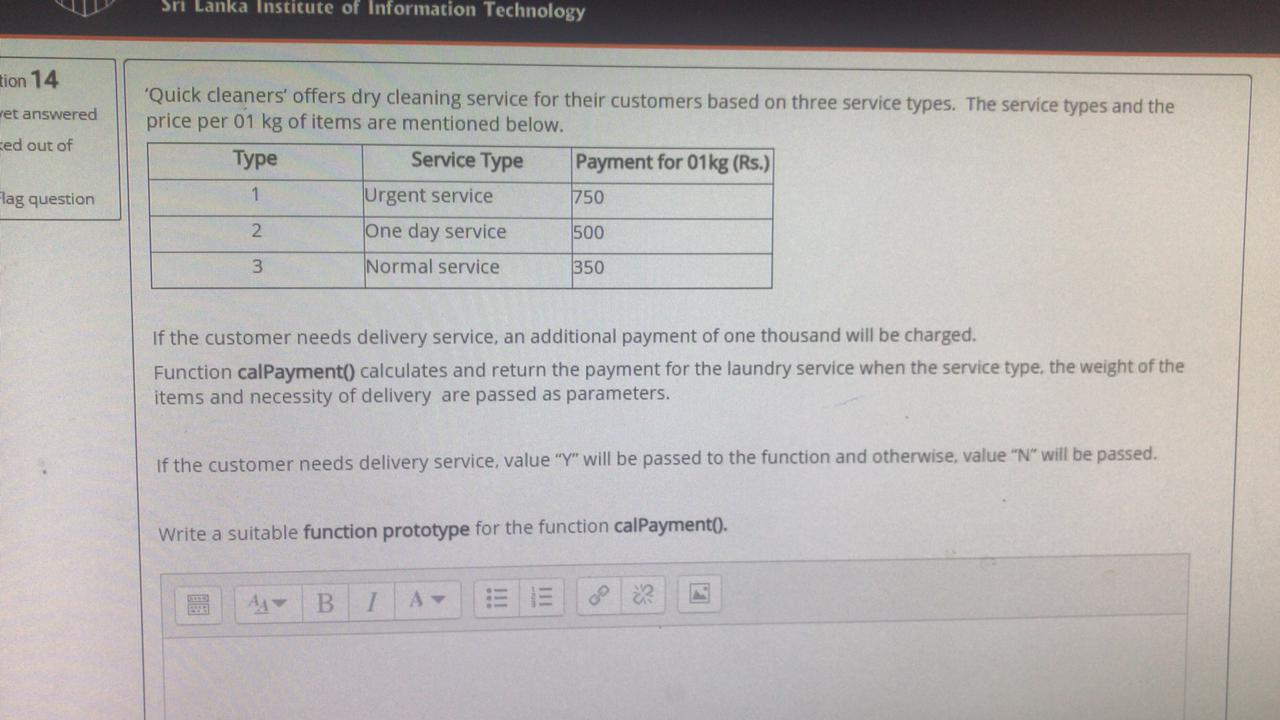 Sri Lanka Institute of Information Technology
tion 14
yet answered
ked out of
Flag question
'Quick cleaners' offers dry cleaning service for their customers based on three service types. The service types and the
price per 01 kg of items are mentioned below.
Type Service Type Payment for 01kg (Rs.)
1 Urgent service 750
2 One day service 500
3 Normal service 350
If the customer needs delivery service, an additional payment of one thousand will be charged.
Function calPayment() calculates and return the payment for the laundry service when the service type, the weight of the
items and necessity of delivery are passed as parameters.
If the customer needs delivery service, value “Y” will be passed to the function and otherwise, value “N” will be passed.
Write a suitable function prototype for the function calPayment().
B I A